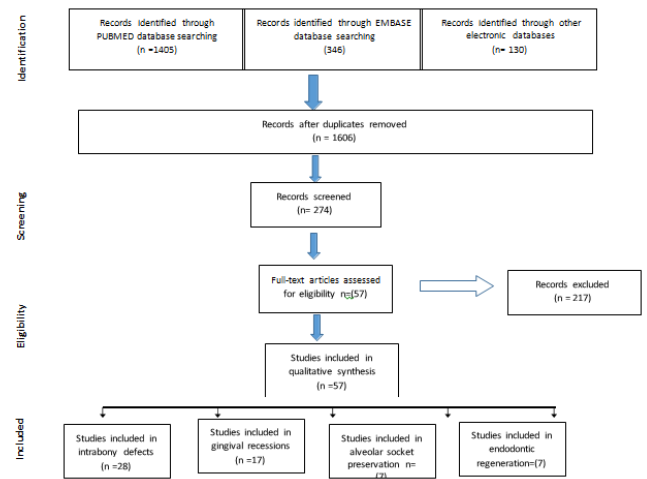 Identification
Records Identified through
PUBMED database searching
(n =1405)
Records identified through EMBASE
database searching
(346)
Records Identified through other
electronic databases
(n= 130)
Records after duplicates removed
(n = 1606)
Screening
Records screened
(n= 274)
Full-text articles assessed
for eligibility n=(57)
Records excluded
(n = 217)
Eligibility
Studies included in
qualitative synthesis
(n =57)
Included
Studies included in
intrabony defects
(n =28)
Studies included in
gingival recessions
(n =17)
Studies included in
alveolar socket
preservation n=
Studies included in
endodontic
regeneration=(7)